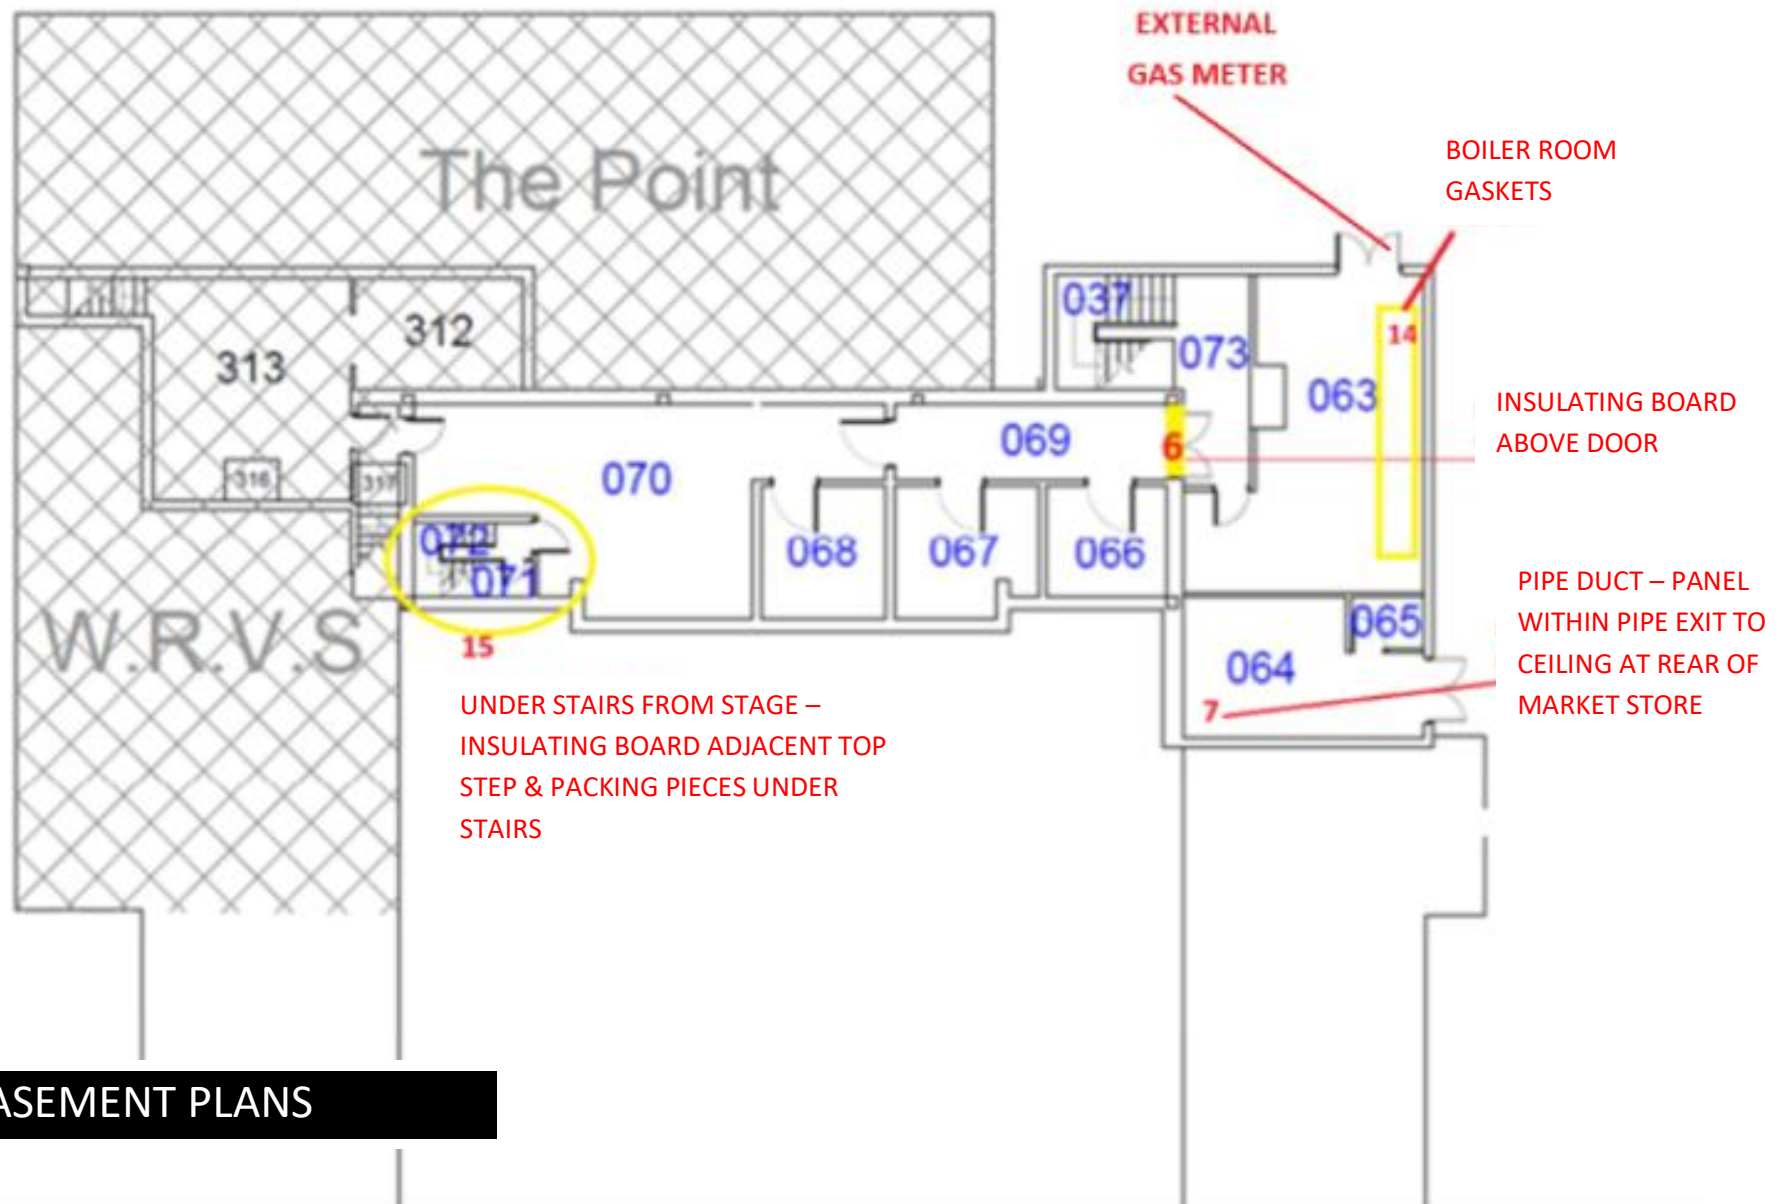 EXTERNAL
GAS METER
BOILER ROOM
GASKETS
The Point
037
312
14
073
313
063
INSULATING BOARD
ABOVE DOOR
069
6
070
316
317
072
068
067
066
071
PIPE DUCT – PANEL
WITHIN PIPE EXIT TO
CEILING AT REAR OF
MARKET STORE
065
W.R.V.S
15
064
7
UNDER STAIRS FROM STAGE –
INSULATING BOARD ADJACENT TOP
STEP & PACKING PIECES UNDER
STAIRS
ASEMENT PLANS